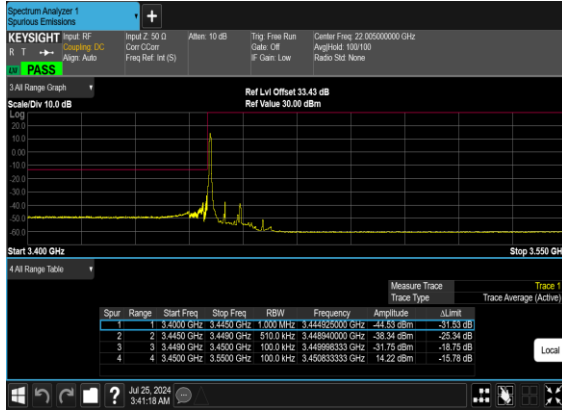 Spectrum Analyzer 1
Spurious Emissions
+
KEYSIGHT Input: RF Input Z: 50 Ω Atten: 10 dB Trig: Free Run Center Freq: 22.005000000 GHz
R T Coupling: DC Corr CCorr Gate: Off Avg|Hold: 100/100
Align: Auto Freq Ref: Int (S) IF Gain: Low Radio Std: None
PASS
3 All Range Graph
Ref Lvl Offset 33.43 dB
Scale/Div 10.0 dB Ref Value 30.00 dBm
Log
20.0
10.0
0.00
-10.0
-20.0
-30.0
-40.0
-50.0
-60.0
Start 3.400 GHz Stop 3.550 GH
4 All Range Table
Measure Trace Trace 1
Trace Type Trace Average (Active)
Spur Range Start Freq Stop Freq RBW Frequency Amplitude ΔLimit
1 1 3.4000 GHz 3.4450 GHz 1.000 MHz 3.444925000 GHz -44.53 dBm -31.53 dB
2 2 3.4450 GHz 3.4490 GHz 510.0 kHz 3.448940000 GHz -38.34 dBm -25.34 dB
3 3 3.4490 GHz 3.4500 GHz 100.0 kHz 3.449998333 GHz -31.75 dBm -18.75 dB
4 4 3.4500 GHz 3.5500 GHz 100.0 kHz 3.450833333 GHz 14.22 dBm -15.78 dB
Local
? Jul 25, 2024
3:41:18 AM